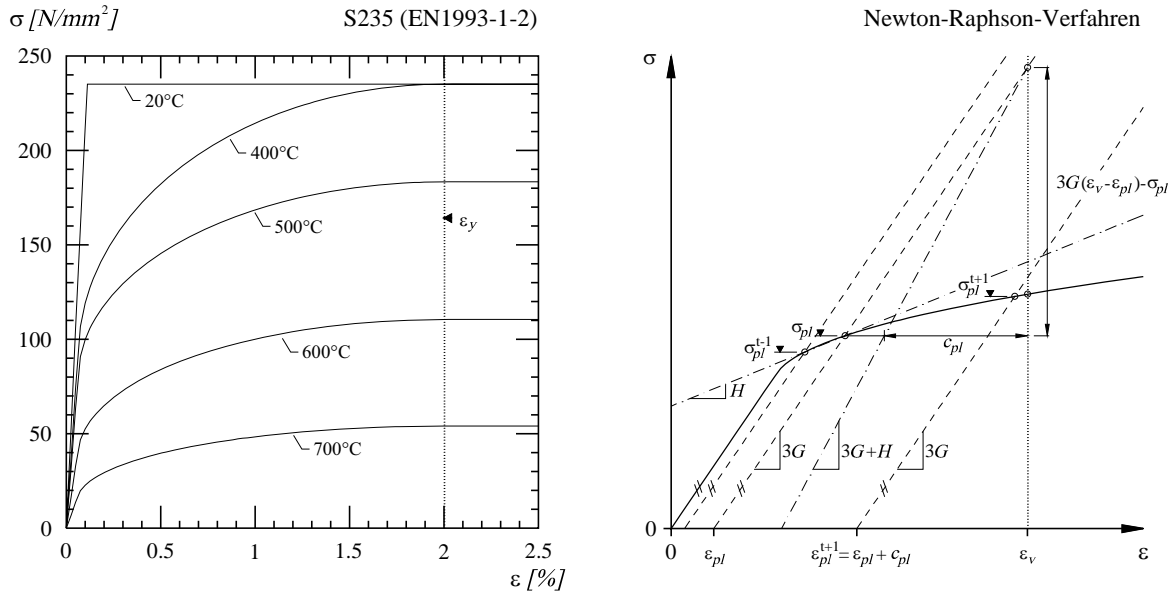 σ [N/mm²]
S235 (EN1993-1-2)
250
200
150
100
50
0
20°C
400°C
500°C
600°C
700°C
ε_y
0
0.5
1
1.5
2
2.5
ε [%]
Newton-Raphson-Verfahren
σ
3G(ε_v-ε_pl)-σ_pl
σ_pl^t+1
σ_pl
σ_pl^t-1
c_pl
H
3G
3G+H
3G
0
0
ε_pl
ε_pl^t+1 = ε_pl + c_pl
ε_v
ε